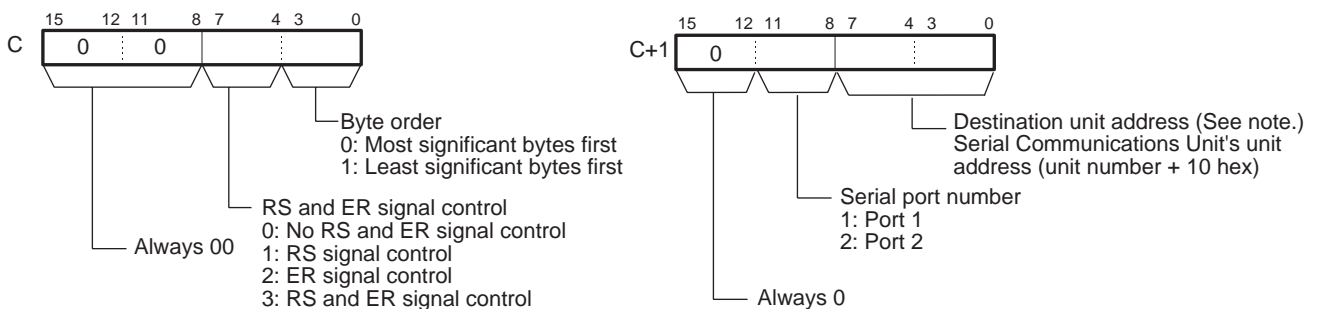 15 12 11 8 7 4 3 0
C 0 0
Byte order
0: Most significant bytes first
1: Least significant bytes first
RS and ER signal control
0: No RS and ER signal control
1: RS signal control
2: ER signal control
3: RS and ER signal control
Always 00
15 12 11 8 7 4 3 0
C+1 0
Destination unit address (See note.)
Serial Communications Unit's unit
address (unit number + 10 hex)
Serial port number
1: Port 1
2: Port 2
Always 0